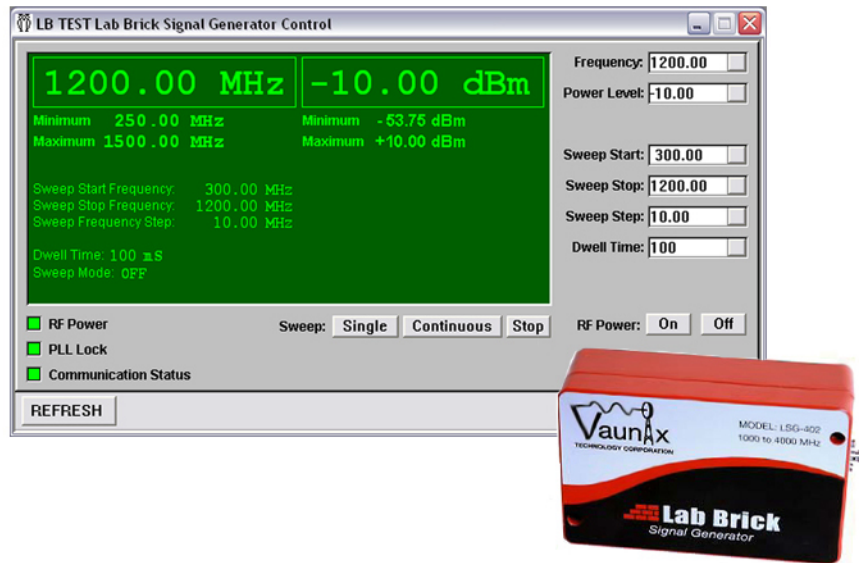 LB TEST Lab Brick Signal Generator Control
1200.00 MHz
-10.00 dBm
Minimum 250.00 MHz
Maximum 1500.00 MHz
Minimum -53.75 dBm
Maximum +10.00 dBm
Sweep Start Frequency: 300.00 MHz
Sweep Stop Frequency: 1200.00 MHz
Sweep Frequency Step: 10.00 MHz
Dwell Time: 100 mS
Sweep Mode: OFF
Frequency: 1200.00
Power Level: -10.00
Sweep Start: 300.00
Sweep Stop: 1200.00
Sweep Step: 10.00
Dwell Time: 100
RF Power
PLL Lock
Communication Status
Sweep: Single Continuous Stop
RF Power: On Off
REFRESH
Vaunix
TECHNOLOGY CORPORATION
MODEL: LSG-402
1000 to 4000 MHz
Lab Brick
Signal Generator